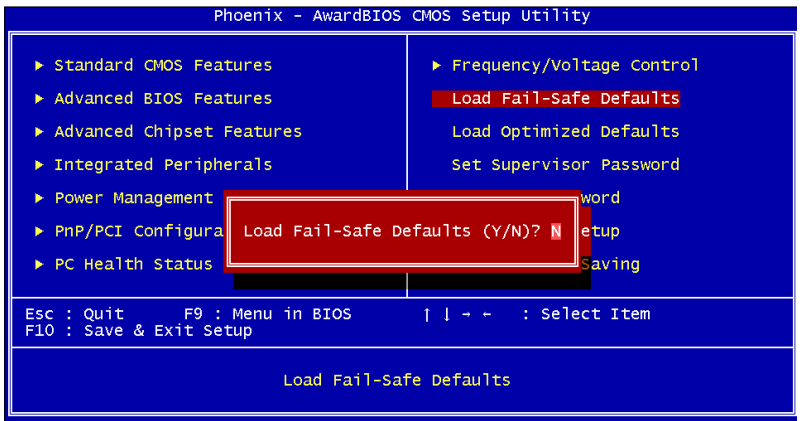 Phoenix - AwardBIOS CMOS Setup Utility
► Standard CMOS Features
► Advanced BIOS Features
► Advanced Chipset Features
► Integrated Peripherals
► Power Management
► PnP/PCI Configura
► PC Health Status
► Frequency/Voltage Control
Load Fail-Safe Defaults
Load Optimized Defaults
Set Supervisor Password
word
etup
Saving
Load Fail-Safe Defaults (Y/N)? N
Esc : Quit F9 : Menu in BIOS ↑ ↓ → ← : Select Item
F10 : Save & Exit Setup
Load Fail-Safe Defaults